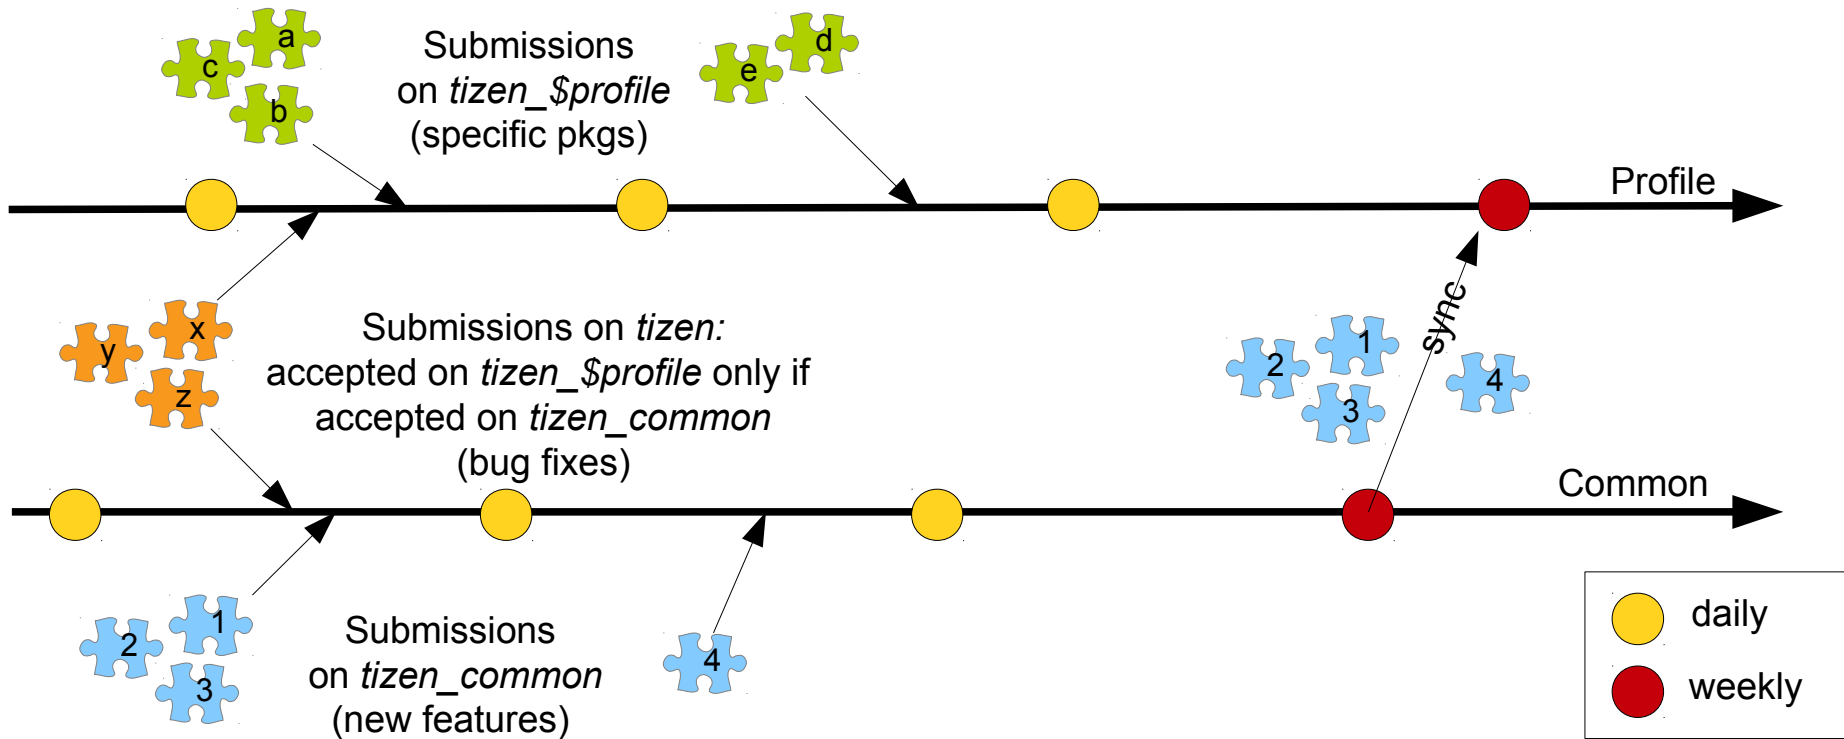 a
c
b
Submissions
on tizen_$profile
(specific pkgs)
d
e
Profile
x
y
z
Submissions on tizen:
accepted on tizen_$profile only if
accepted on tizen_common
(bug fixes)
sync
1
2
3
4
Common
1
2
3
Submissions
on tizen_common
(new features)
4
daily
weekly